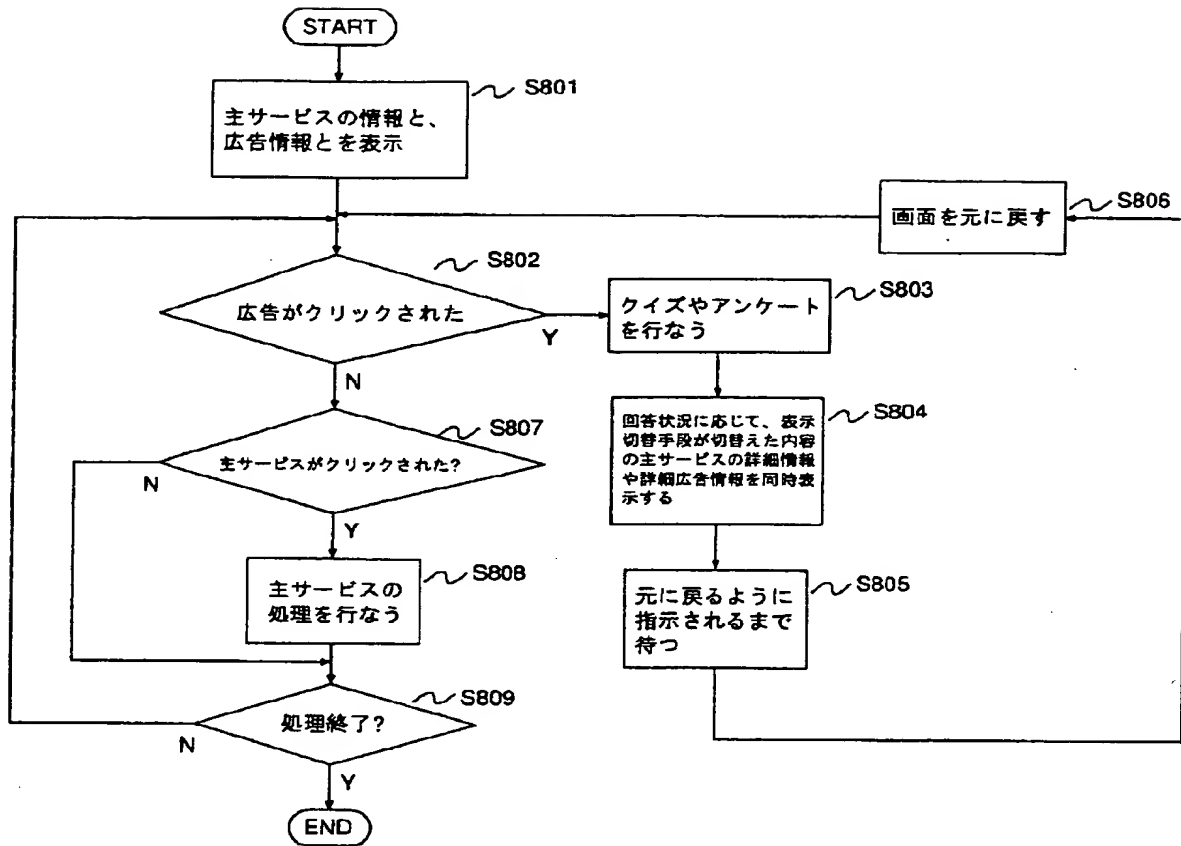 START
S801
主サービスの情報と、
広告情報とを表示
画面を元に戻す
S806
S802
広告がクリックされた
Y
N
クイズやアンケート
を行なう
S803
回答状況に応じて、表示
切替手段が切替えた内容
の主サービスの詳細情報
や詳細広告情報を同時表
示する
S804
S807
主サービスがクリックされた?
N
Y
主サービスの
処理を行なう
S808
元に戻るように
指示されるまで
待つ
S805
S809
処理終了?
N
Y
END